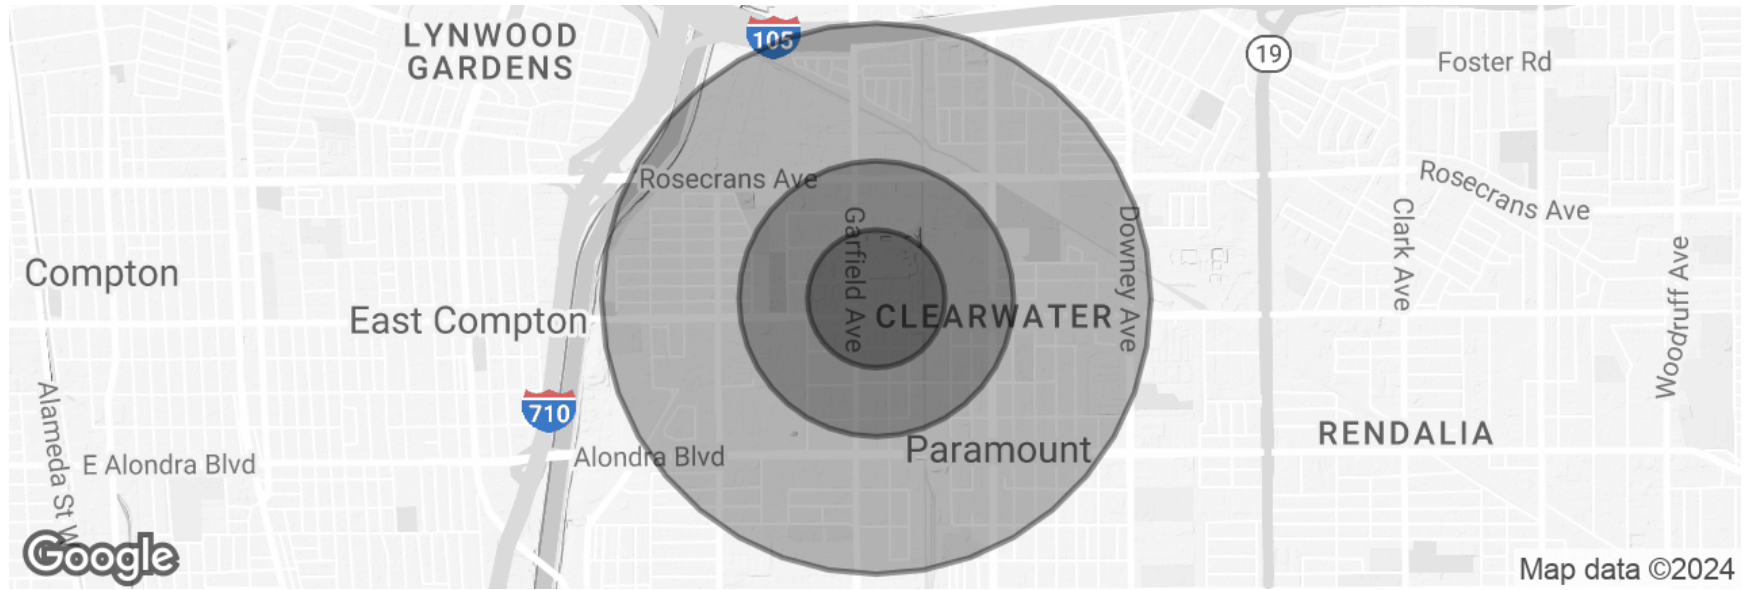 LYNWOOD
GARDENS
105
19
Foster Rd
Rosecrans Ave
Rosecrans Ave
Garfield Ave
Downey Ave
Clark Ave
Woodruff Ave
Compton
East Compton
CLEARWATER
710
Alameda St W
E Alondra Blvd
Alondra Blvd
Paramount
RENDALIA
Google
Map data ©2024